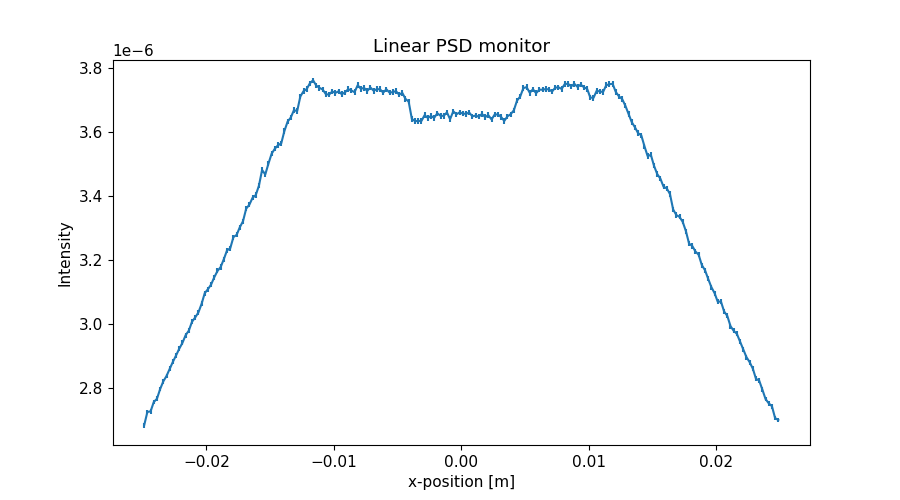 Linear PSD monitor
1e−6
3.8
3.6
3.4
3.2
3.0
2.8
Intensity
−0.02 −0.01 0.00 0.01 0.02
x-position [m]